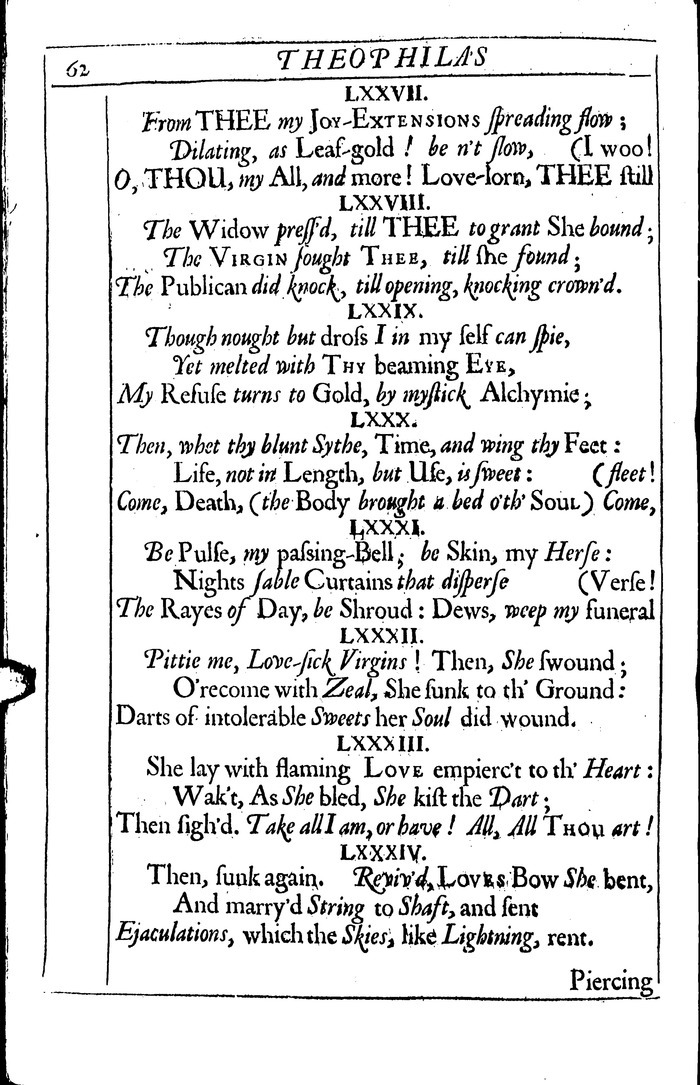 62 THEOPHILA'S
LXXVII.
From THEE my JOY-EXTENSIONS ſpreading flow ;
Dilating, as Leaf-gold ! be n't ſlow, (I woo!
O, THOU, my All, and more! Love-lorn, THEE ſtill
LXXVIII.
The Widow preſſ'd, till THEE to grant She bound ;
The VIRGIN ſought THEE, till ſhe found ;
The Publican did knock, till opening, knocking crown'd.
LXXIX.
Though nought but droſs I in my ſelf can ſpie,
Yet melted with THY beaming EYE,
My Refuſe turns to Gold, by myſtick Alchymie ;
LXXX.
Then, whet thy blunt Sythe, Time, and wing thy Feet :
Life, not in Length, but Uſe, is ſweet : (fleet!
Come, Death, (the Body brought a bed o'th' SOUL) Come,
LXXXI.
Be Pulſe, my paſsing-Bell ; be Skin, my Herſe :
Nights ſable Curtains that diſperſe (Verſe!
The Rayes of Day, be Shroud : Dews, weep my funeral
LXXXII.
Pittie me, Love-ſick Virgins ! Then, She ſwound ;
O'recome with Zeal, She ſunk to th' Ground :
Darts of intolerable Sweets her Soul did wound.
LXXXIII.
She lay with flaming LOVE empierc't to th' Heart :
Wak't, As She bled, She kiſt the Dart ;
Then ſigh'd. Take all I am, or have ! All, All THOU art !
LXXXIV.
Then, ſunk again. Reviv'd, LOVES Bow She bent,
And marry'd String to Shaft, and ſent
Ejaculations, which the Skies, like Lightning, rent.
Piercing